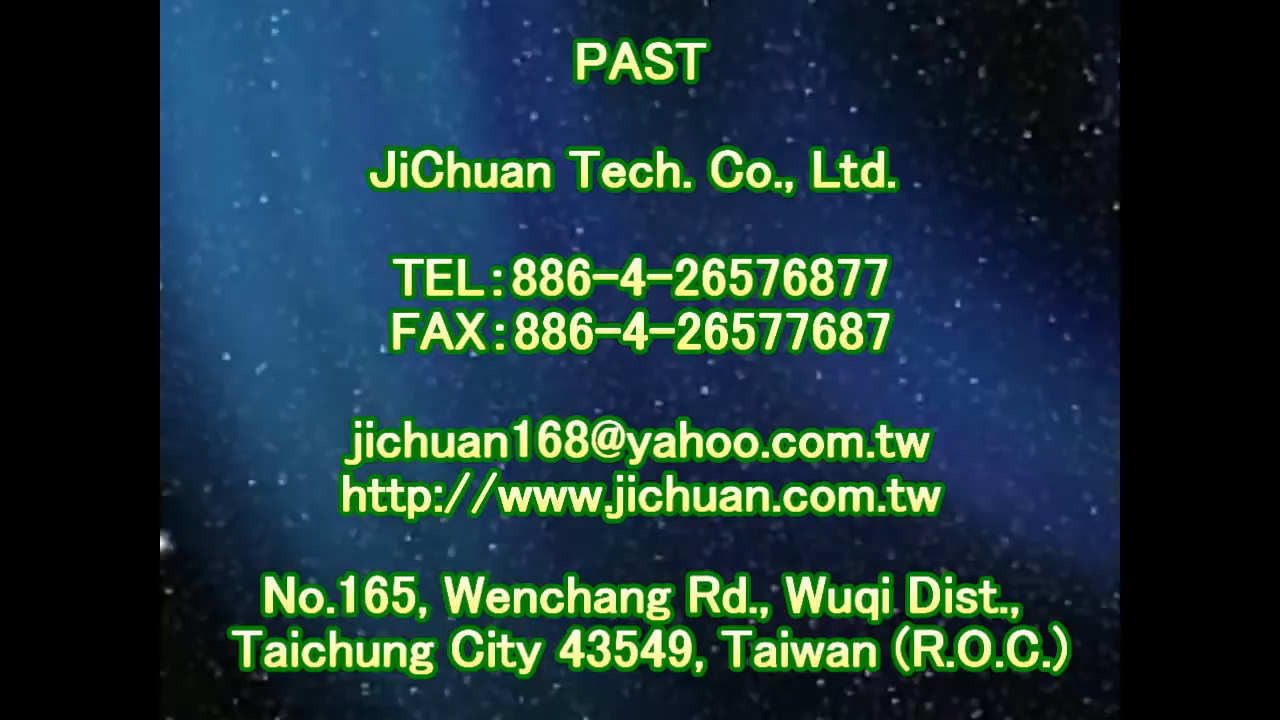 PAST
JiChuan Tech. Co., Ltd.
TEL:886-4-26576877
FAX:886-4-26577687
jichuan168@yahoo.com.tw
http://www.jichuan.com.tw
No.165, Wenchang Rd., Wuqi Dist.,
Taichung City 43549, Taiwan (R.O.C.)